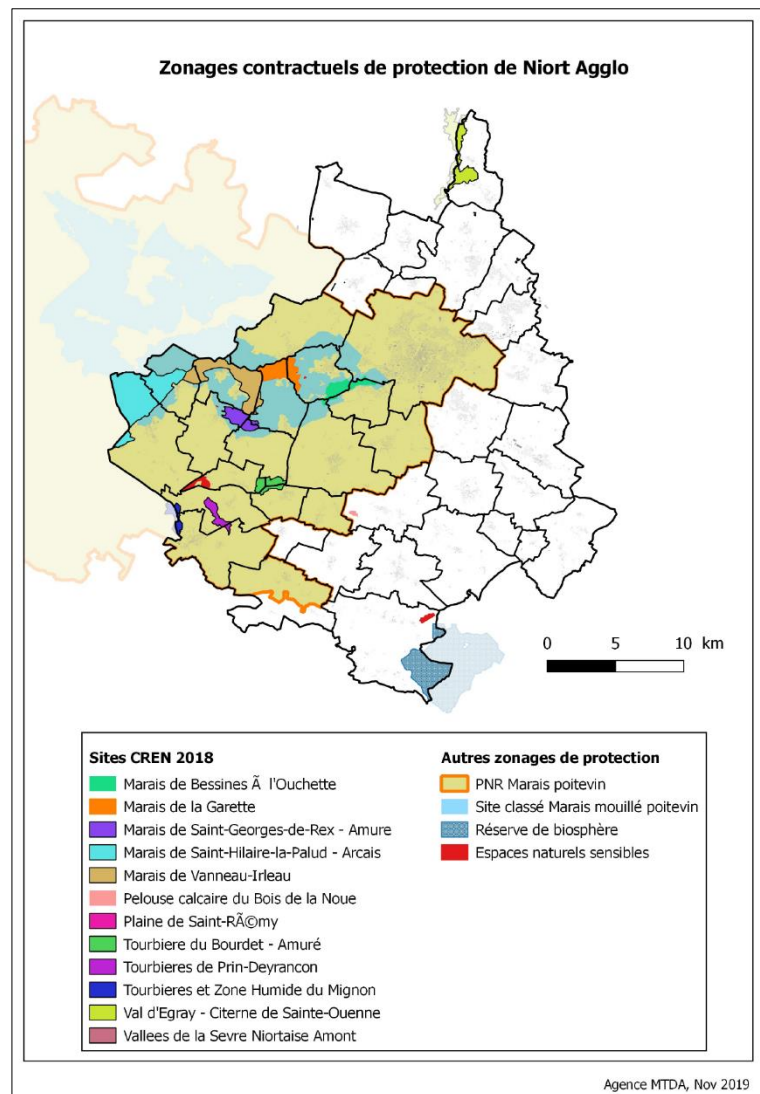 Zonages contractuels de protection de Niort Agglo
0 5 10 km
Sites CREN 2018
Marais de Bessines Ã l'Ouchette
Marais de la Garette
Marais de Saint-Georges-de-Rex - Amure
Marais de Saint-Hilaire-la-Palud - Arcais
Marais de Vanneau-Irleau
Pelouse calcaire du Bois de la Noue
Plaine de Saint-RÃ©my
Tourbiere du Bourdet - Amuré
Tourbieres de Prin-Deyrancon
Tourbieres et Zone Humide du Mignon
Val d'Egray - Citerne de Sainte-Ouenne
Vallees de la Sevre Niortaise Amont
Autres zonages de protection
PNR Marais poitevin
Site classé Marais mouillé poitevin
Réserve de biosphère
Espaces naturels sensibles
Agence MTDA, Nov 2019